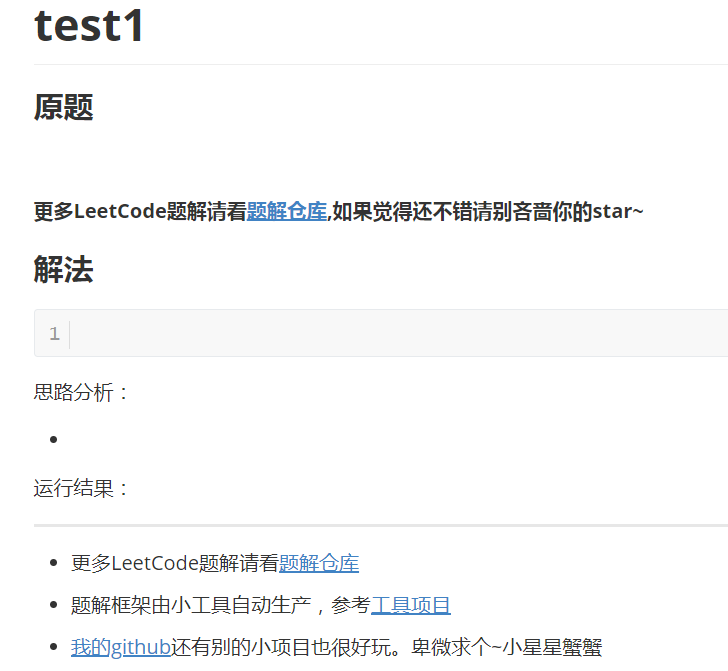 test1
原题
更多LeetCode题解请看题解仓库,如果觉得还不错请别吝啬你的star~
解法
1
思路分析：
运行结果：
更多LeetCode题解请看题解仓库
题解框架由小工具自动生产，参考工具项目
我的github还有别的小项目也很好玩。卑微求个~小星星蟹蟹